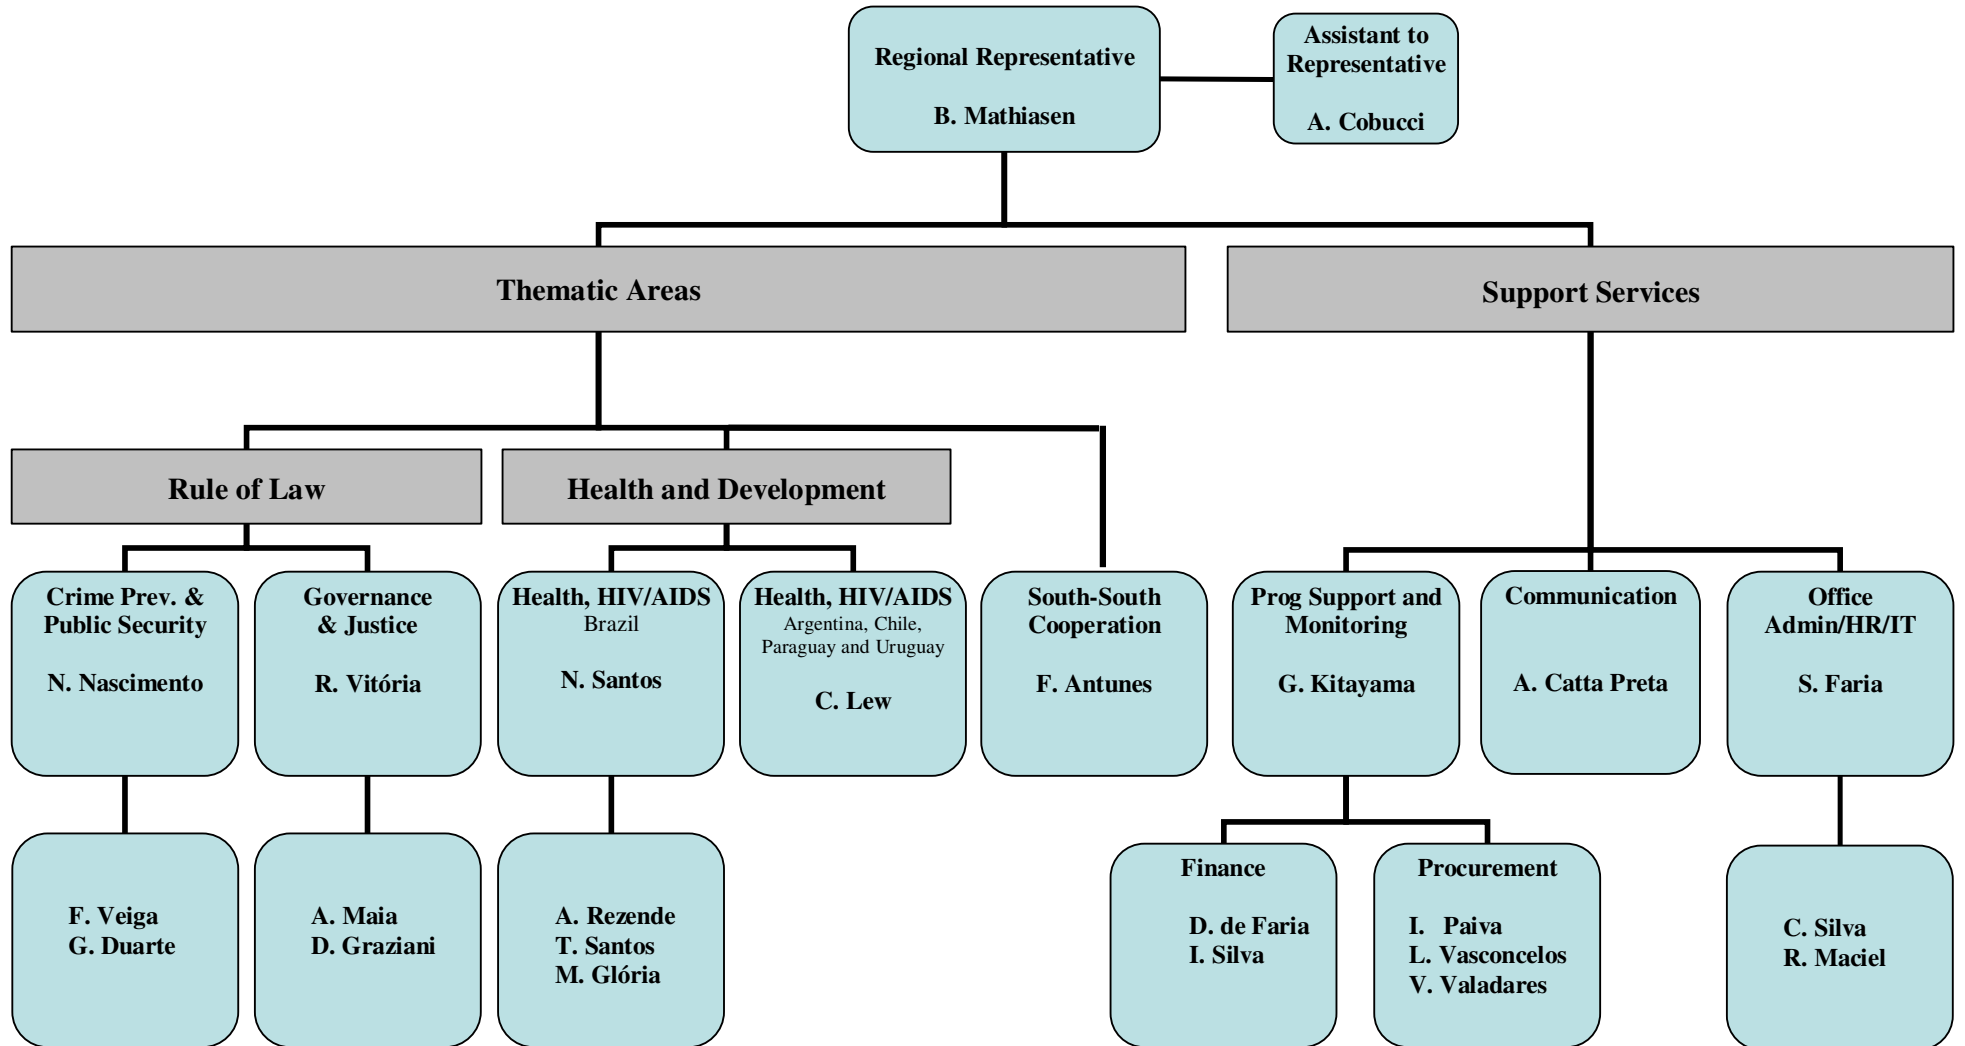 Regional Representative
B. Mathiasen
Assistant to
Representative
A. Cobucci
Thematic Areas
Support Services
Rule of Law
Health and Development
Crime Prev. &
Public Security
N. Nascimento
Governance
& Justice
R. Vitória
Health, HIV/AIDS
Brazil
N. Santos
Health, HIV/AIDS
Argentina, Chile,
Paraguay and Uruguay
C. Lew
South-South
Cooperation
F. Antunes
Prog Support and
Monitoring
G. Kitayama
Communication
A. Catta Preta
Office
Admin/HR/IT
S. Faria
F. Veiga
G. Duarte
A. Maia
D. Graziani
A. Rezende
T. Santos
M. Glória
Finance
D. de Faria
I. Silva
Procurement
I. Paiva
L. Vasconcelos
V. Valadares
C. Silva
R. Maciel